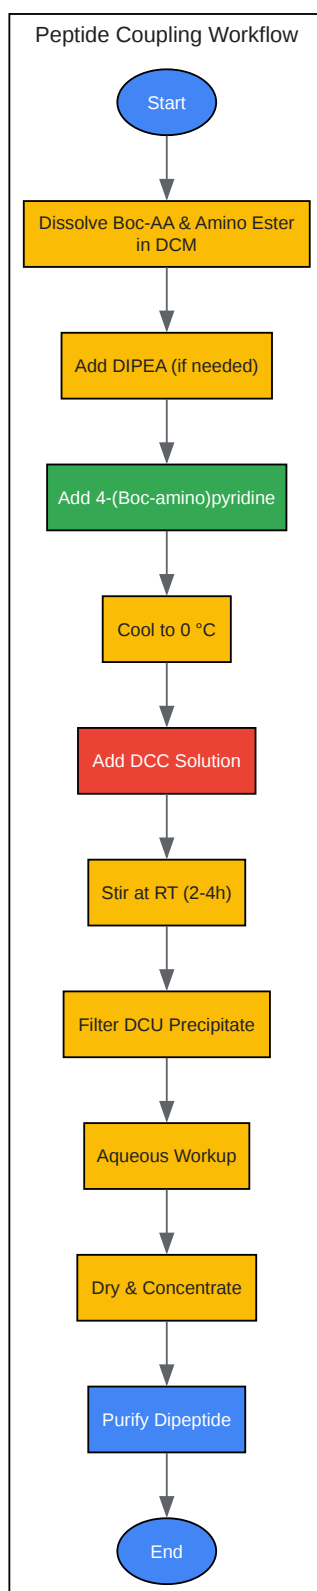 Peptide Coupling Workflow
Start
Dissolve Boc-AA & Amino Ester
in DCM
Add DIPEA (if needed)
Add 4-(Boc-amino)pyridine
Cool to 0 °C
Add DCC Solution
Stir at RT (2-4h)
Filter DCU Precipitate
Aqueous Workup
Dry & Concentrate
Purify Dipeptide
End